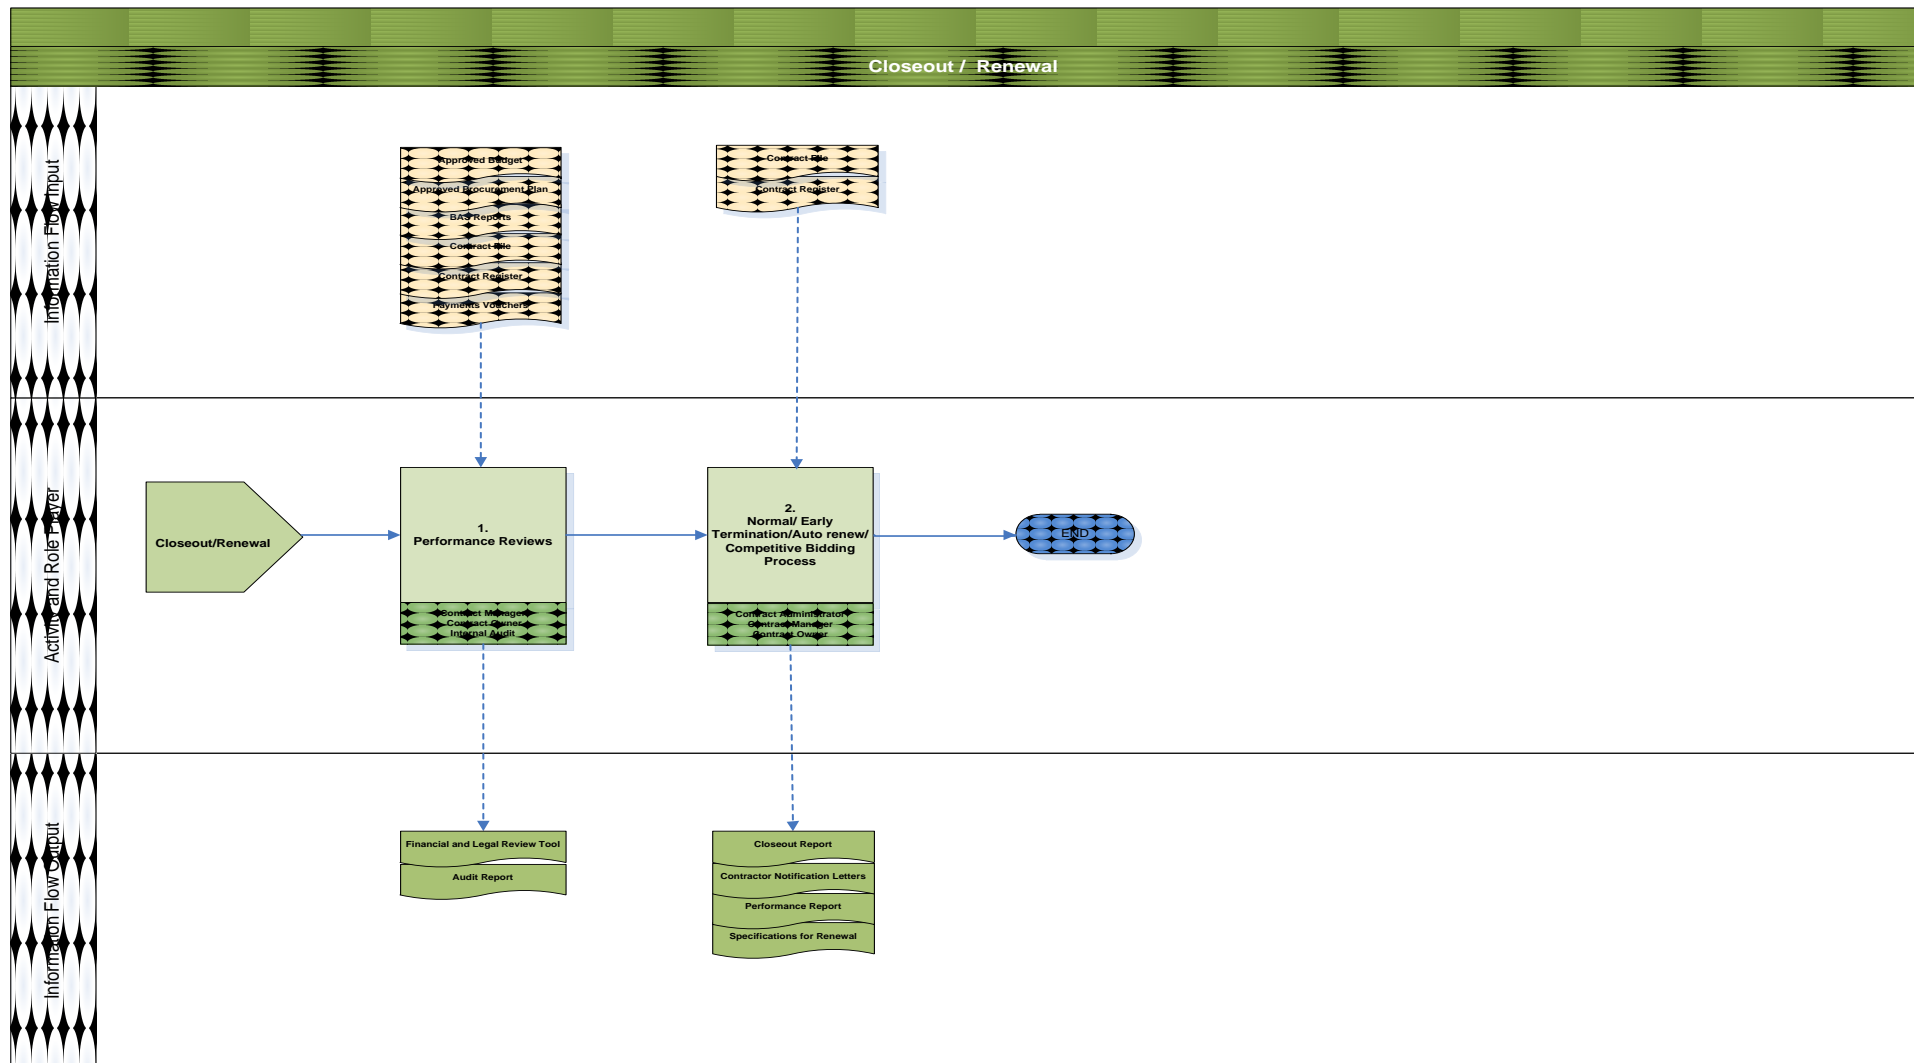 Closeout / Renewal
Information Flow Input
Approved Budget
Approved Procurement Plan
BAS Reports
Contract File
Contract Register
Payments Vouchers
Contract File
Contract Register
Activity and Role Player
Closeout/Renewal
1.
Performance Reviews
Contract Manager
Contract Owner
Internal Audit
2.
Normal/ Early
Termination/Auto renew/
Competitive Bidding
Process
Contract Administrator
Contract Manager
Contract Owner
END
Information Flow Output
Financial and Legal Review Tool
Audit Report
Closeout Report
Contractor Notification Letters
Performance Report
Specifications for Renewal